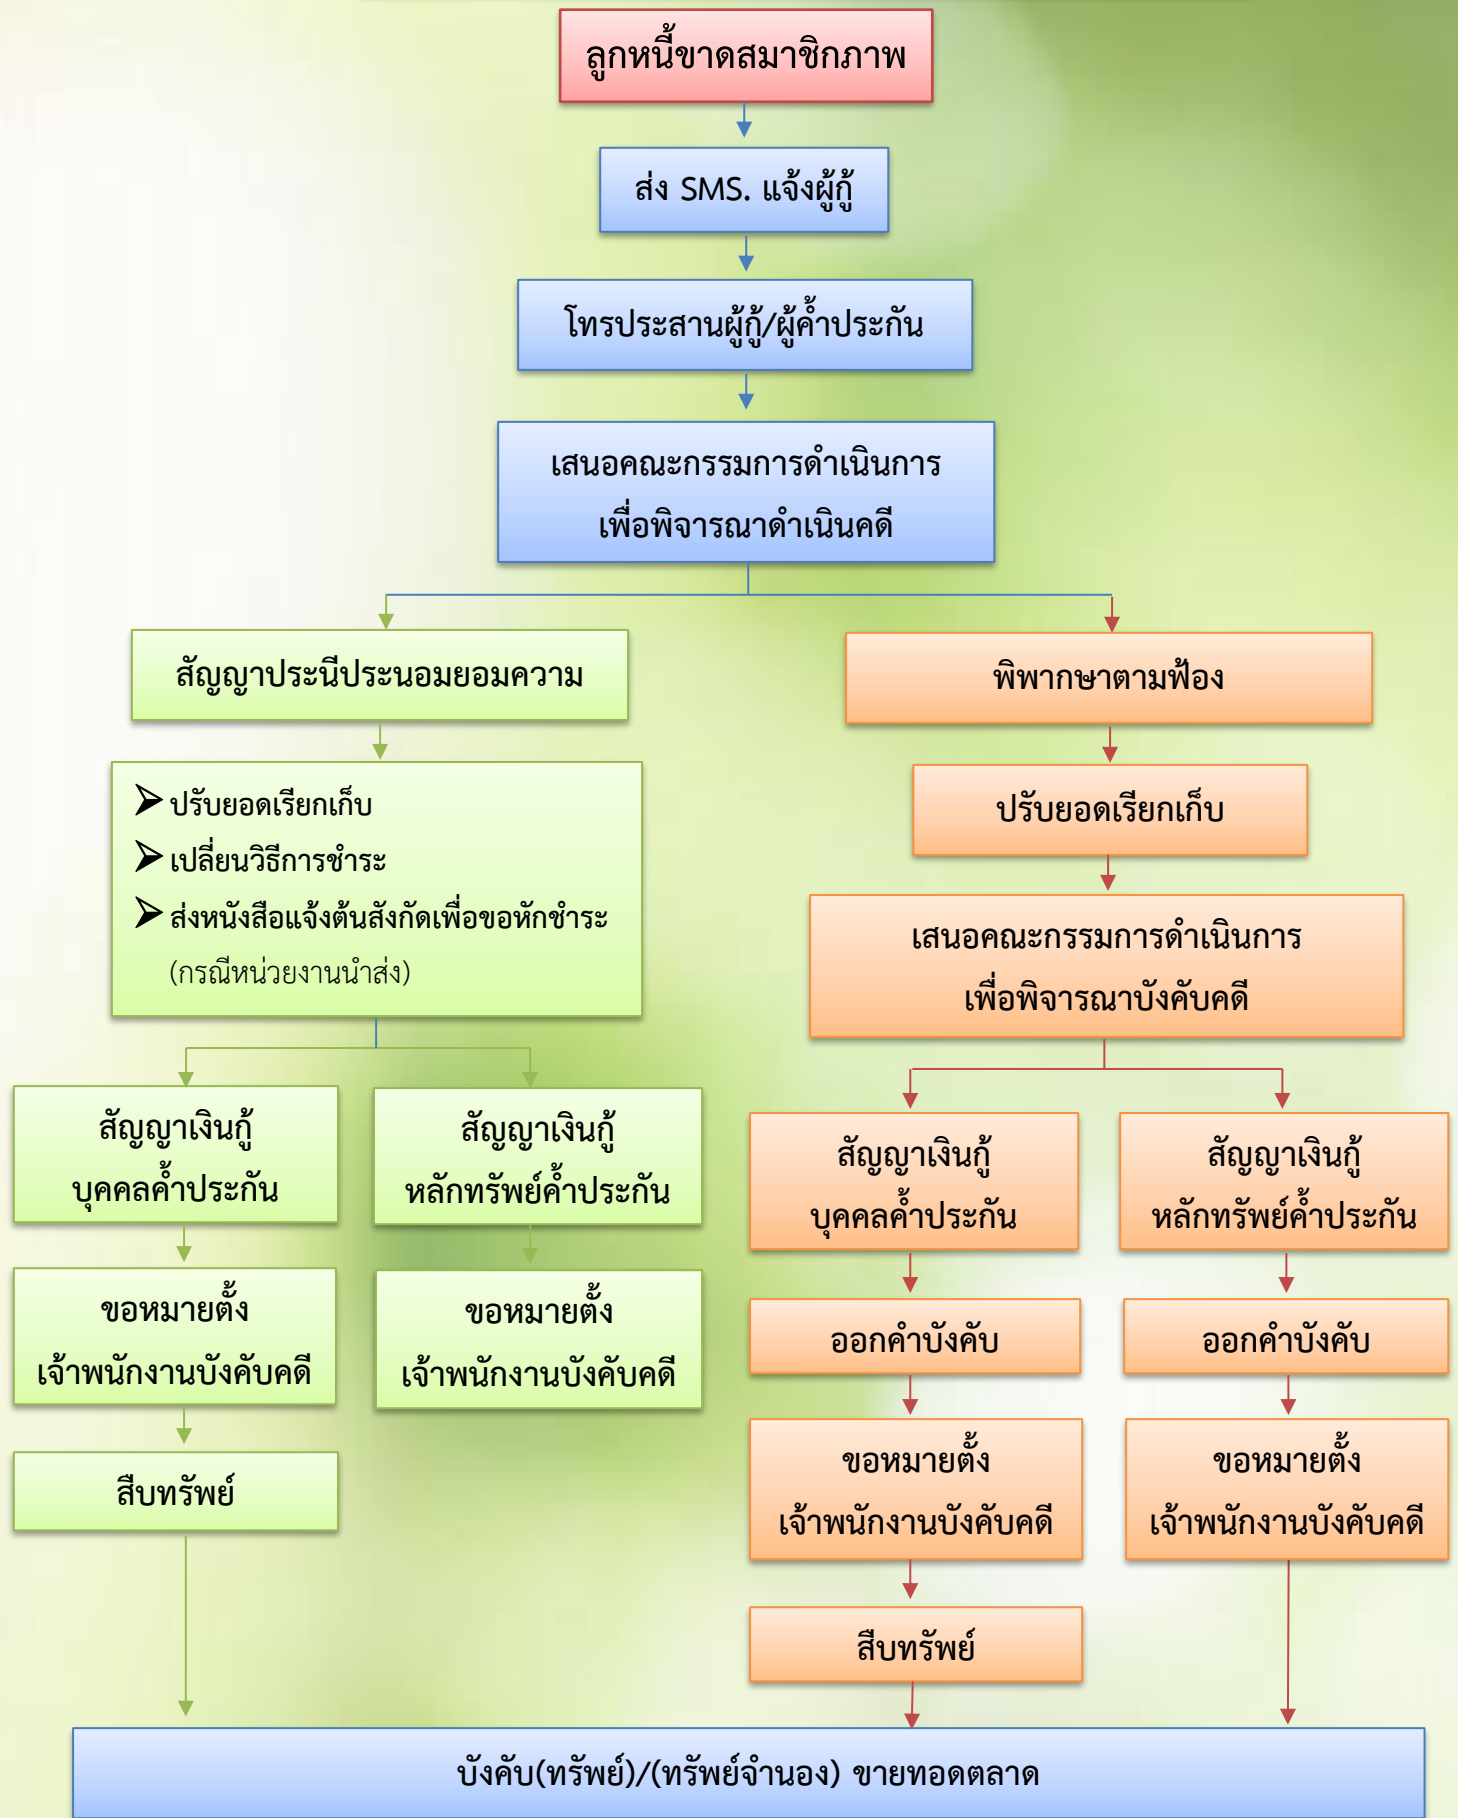 ลูกหนี้ขาดสมาชิกภาพ
ส่ง SMS. แจ้งผู้กู้
โทรประสานผู้กู้/ผู้ค้ำประกัน
เสนอคณะกรรมการดำเนินการ
เพื่อพิจารณาดำเนินคดี
สัญญาประนีประนอมยอมความ
➢ ปรับยอดเรียกเก็บ
➢ เปลี่ยนวิธีการชำระ
➢ ส่งหนังสือแจ้งต้นสังกัดเพื่อขอหักชำระ
(กรณีหน่วยงานนำส่ง)
สัญญาเงินกู้
บุคคลค้ำประกัน
ขอหมายตั้ง
เจ้าพนักงานบังคับคดี
สืบทรัพย์
สัญญาเงินกู้
หลักทรัพย์ค้ำประกัน
ขอหมายตั้ง
เจ้าพนักงานบังคับคดี
พิพากษาตามฟ้อง
ปรับยอดเรียกเก็บ
เสนอคณะกรรมการดำเนินการ
เพื่อพิจารณาบังคับคดี
สัญญาเงินกู้
บุคคลค้ำประกัน
ออกคำบังคับ
ขอหมายตั้ง
เจ้าพนักงานบังคับคดี
สืบทรัพย์
สัญญาเงินกู้
หลักทรัพย์ค้ำประกัน
ออกคำบังคับ
ขอหมายตั้ง
เจ้าพนักงานบังคับคดี
บังคับ(ทรัพย์)/(ทรัพย์จำนอง) ขายทอดตลาด